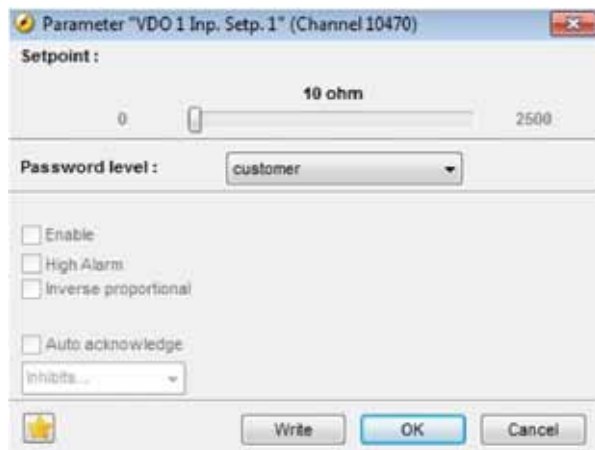 Parameter "VDO 1 Inp. Setp. 1" (Channel 10470)
Setpoint :
10 ohm
0 2500
Password level : customer
Enable
High Alarm
Inverse proportional
Auto acknowledge
Inhibits...
Write OK Cancel